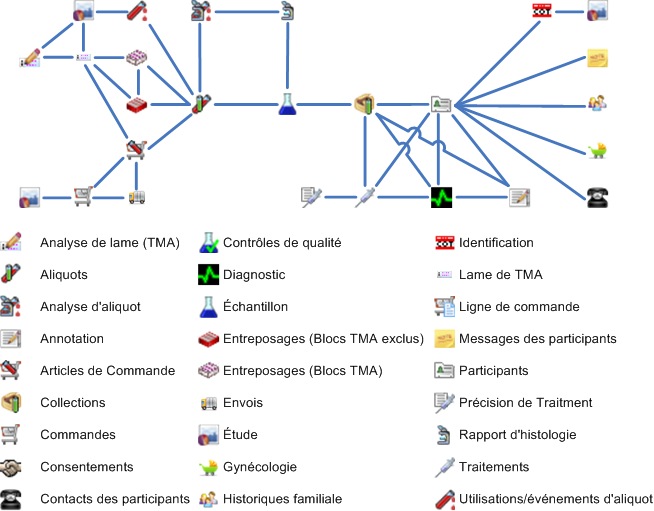 Analyse de lame (TMA) Contrôles de qualité Identification
Aliquots Diagnostic Lame de TMA
Analyse d'aliquot Échantillon Ligne de commande
Annotation Entreposages (Blocs TMA exclus) Messages des participants
Articles de Commande Entreposages (Blocs TMA) Participants
Collections Envois Précision de Traitment
Commandes Étude Rapport d'histologie
Consentements Gynécologie Traitements
Contacts des participants Historiques familiale Utilisations/événements d'aliquot